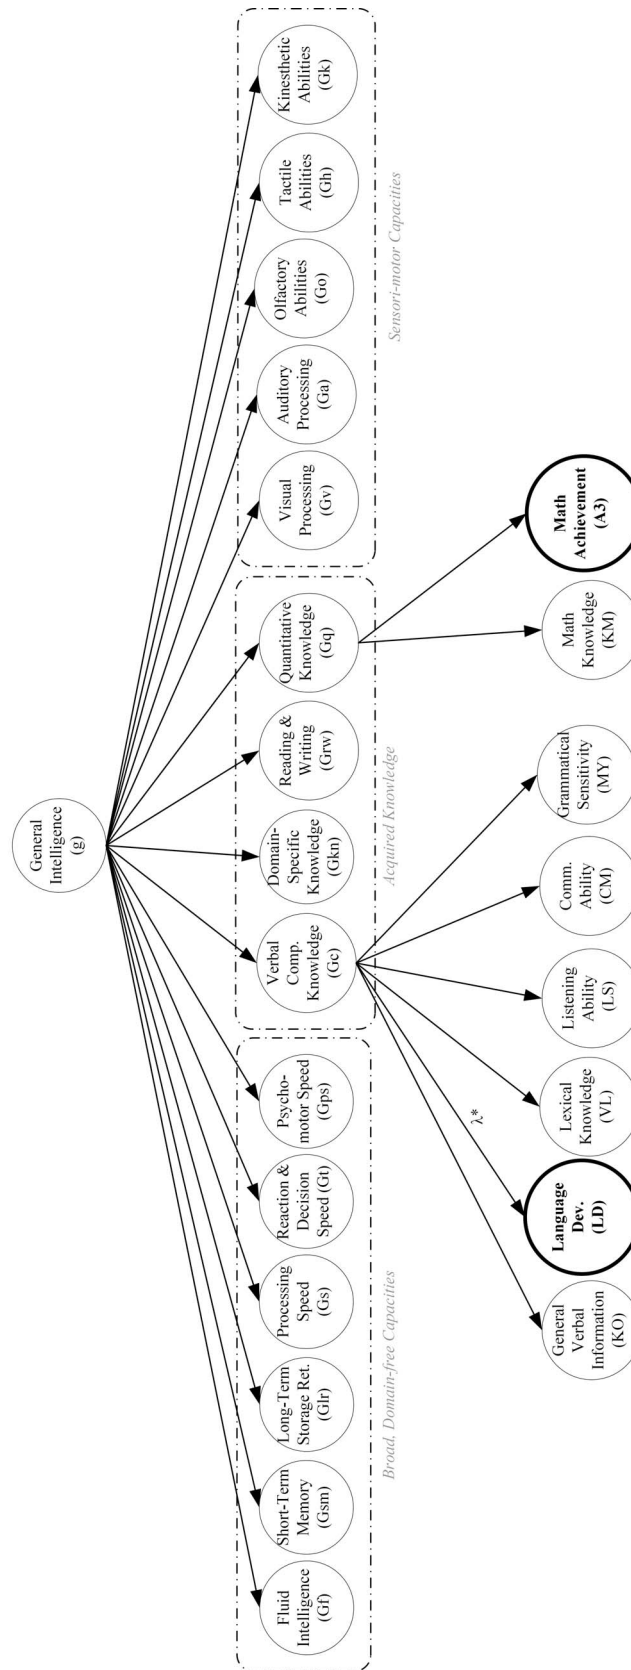 General
Intelligence
(g)
Fluid
Intelligence
(Gf)
Short-Term
Memory
(Gsm)
Long-Term
Storage Ret.
(Glr)
Processing
Speed
(Gs)
Reaction &
Decision
Speed (Gt)
Psycho-
motor Speed
(Gps)
Verbal
Comp.
Knowledge
(Gc)
Domain-
Specific
Knowledge
(Gkn)
Reading &
Writing
(Grw)
Quantitative
Knowledge
(Gq)
Visual
Processing
(Gv)
Auditory
Processing
(Ga)
Olfactory
Abilities
(Go)
Tactile
Abilities
(Gh)
Kinesthetic
Abilities
(Gk)
Broad, Domain-free Capacities
Acquired Knowledge
Sensori-motor Capacities
λ*
General
Verbal
Information
(KO)
Language
Dev.
(LD)
Lexical
Knowledge
(VL)
Listening
Ability
(LS)
Comm.
Ability
(CM)
Grammatical
Sensitivity
(MY)
Math
Knowledge
(KM)
Math
Achievement
(A3)